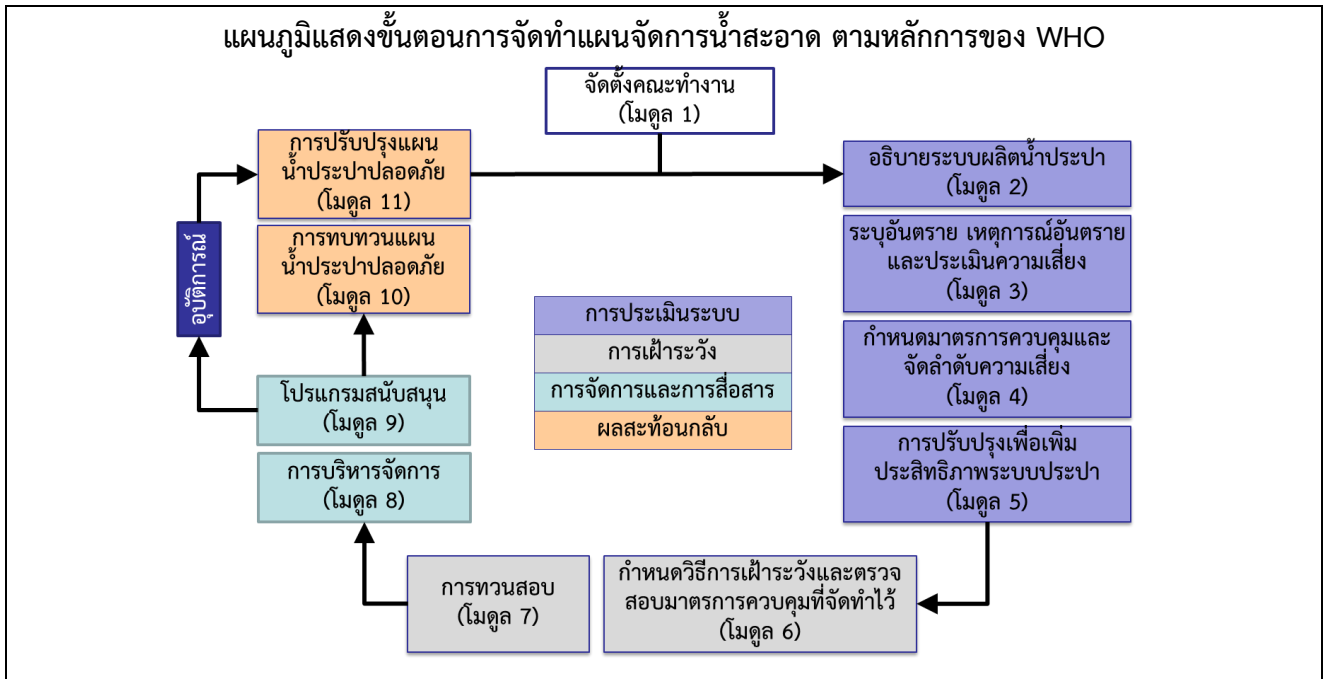 แผนภูมิแสดงขั้นตอนการจัดทำแผนจัดการน้ำสะอาด ตามหลักการของ WHO
จัดตั้งคณะทำงาน
(โมดูล 1)
อธิบายระบบผลิตน้ำประปา
(โมดูล 2)
ระบุอันตราย เหตุการณ์อันตราย
และประเมินความเสี่ยง
(โมดูล 3)
กำหนดมาตรการควบคุมและ
จัดลำดับความเสี่ยง
(โมดูล 4)
การปรับปรุงเพื่อเพิ่ม
ประสิทธิภาพระบบประปา
(โมดูล 5)
กำหนดวิธีการเฝ้าระวังและตรวจ
สอบมาตรการควบคุมที่จัดทำไว้
(โมดูล 6)
การทวนสอบ
(โมดูล 7)
การบริหารจัดการ
(โมดูล 8)
โปรแกรมสนับสนุน
(โมดูล 9)
การทบทวนแผน
น้ำประปาปลอดภัย
(โมดูล 10)
การปรับปรุงแผน
น้ำประปาปลอดภัย
(โมดูล 11)
อุบัติการณ์
การประเมินระบบ
การเฝ้าระวัง
การจัดการและการสื่อสาร
ผลสะท้อนกลับ